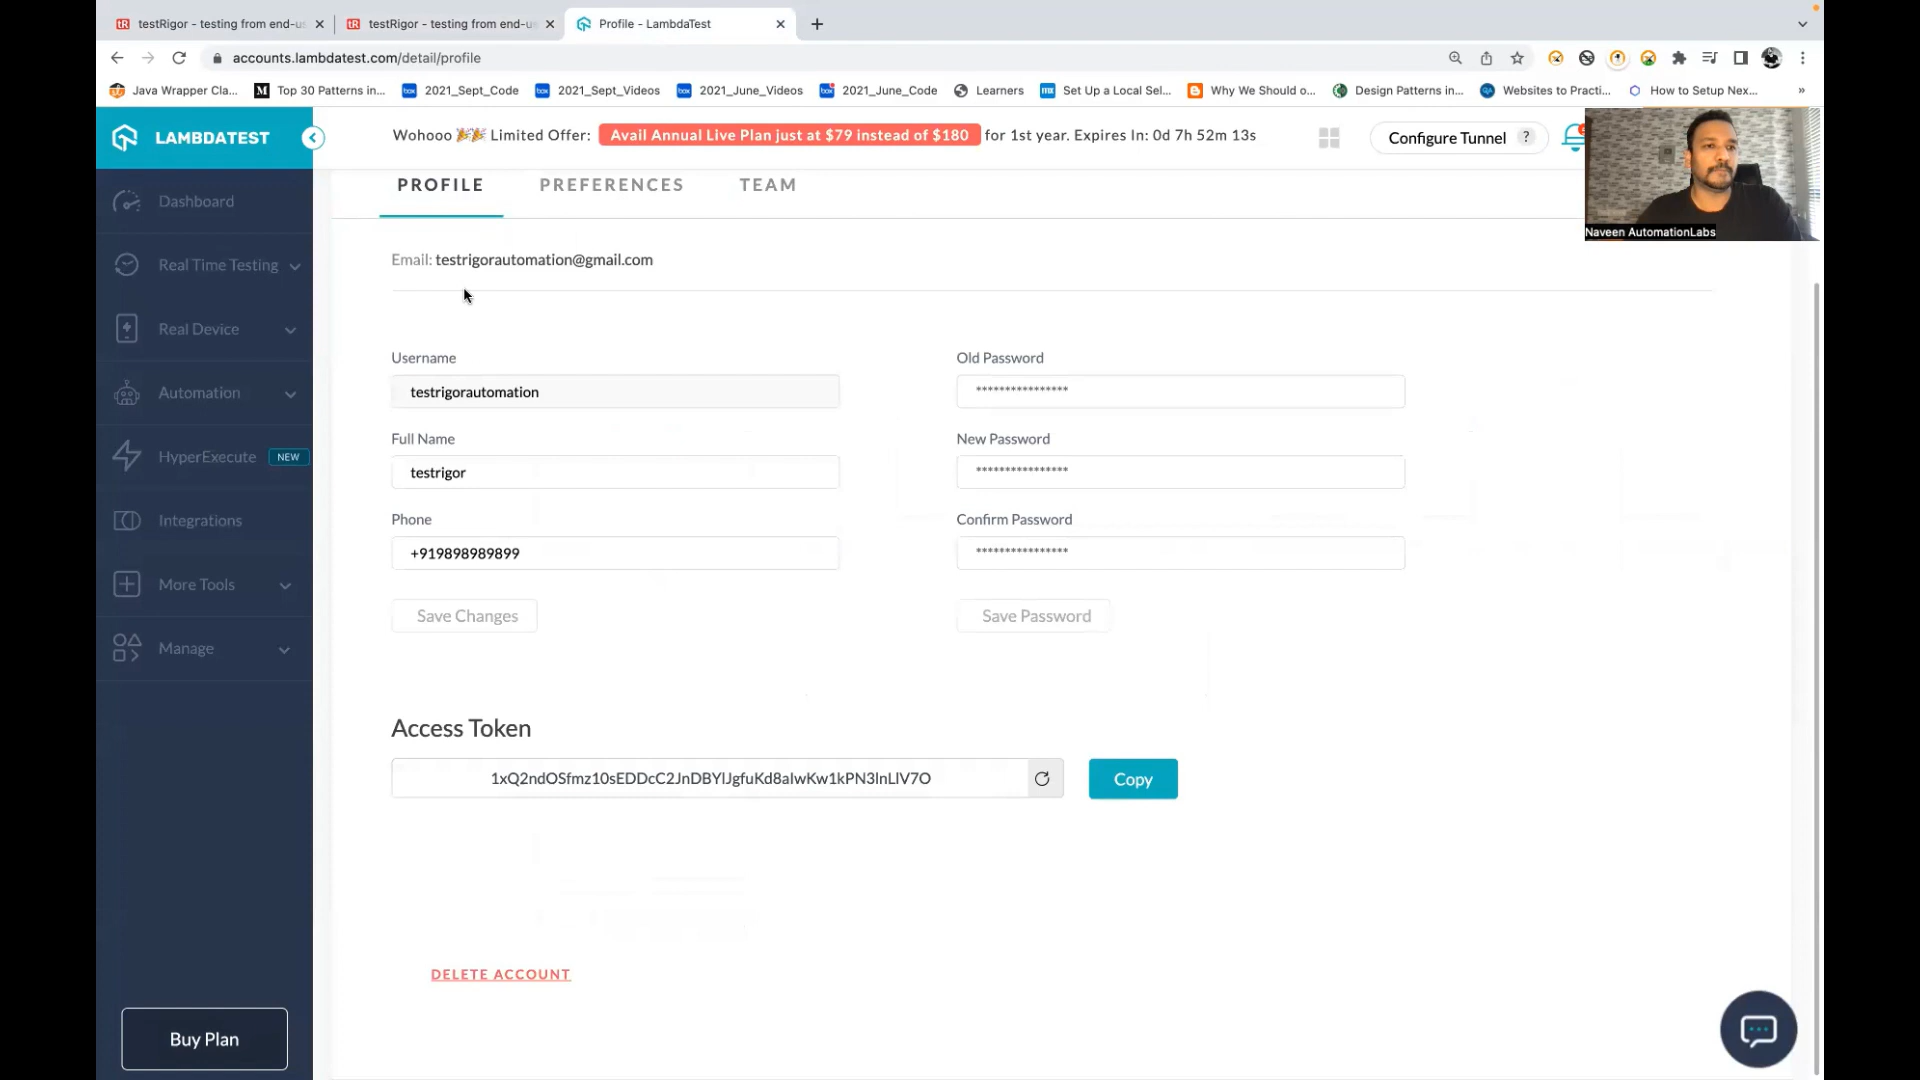 testRigor - testing from end-us
testRigor - testing from end-us
Profile - LambdaTest
accounts.lambdatest.com/detail/profile
Java Wrapper Cla...
Top 30 Patterns in...
2021_Sept_Code
2021_Sept_Videos
2021_June_Videos
2021_June_Code
Learners
Set Up a Local Sel...
Why We Should o...
Design Patterns in...
Websites to Practi...
How to Setup Nex...
»
LAMBDATEST
Wohooo 🎉🎉 Limited Offer: Avail Annual Live Plan just at $79 instead of $180 for 1st year. Expires In: 0d 7h 52m 13s
Configure Tunnel ?
Naveen AutomationLabs
Dashboard
Real Time Testing
Real Device
Automation
HyperExecute NEW
Integrations
More Tools
Manage
Buy Plan
PROFILE
PREFERENCES
TEAM
Email: testrigorautomation@gmail.com
Username
testrigorautomation
Full Name
testrigor
Phone
+919898989899
Save Changes
Old Password
****************
New Password
****************
Confirm Password
****************
Save Password
Access Token
1xQ2ndOSfmz10sEDDcC2JnDBYlJgfuKd8alwKw1kPN3lnLlV7O
Copy
DELETE ACCOUNT